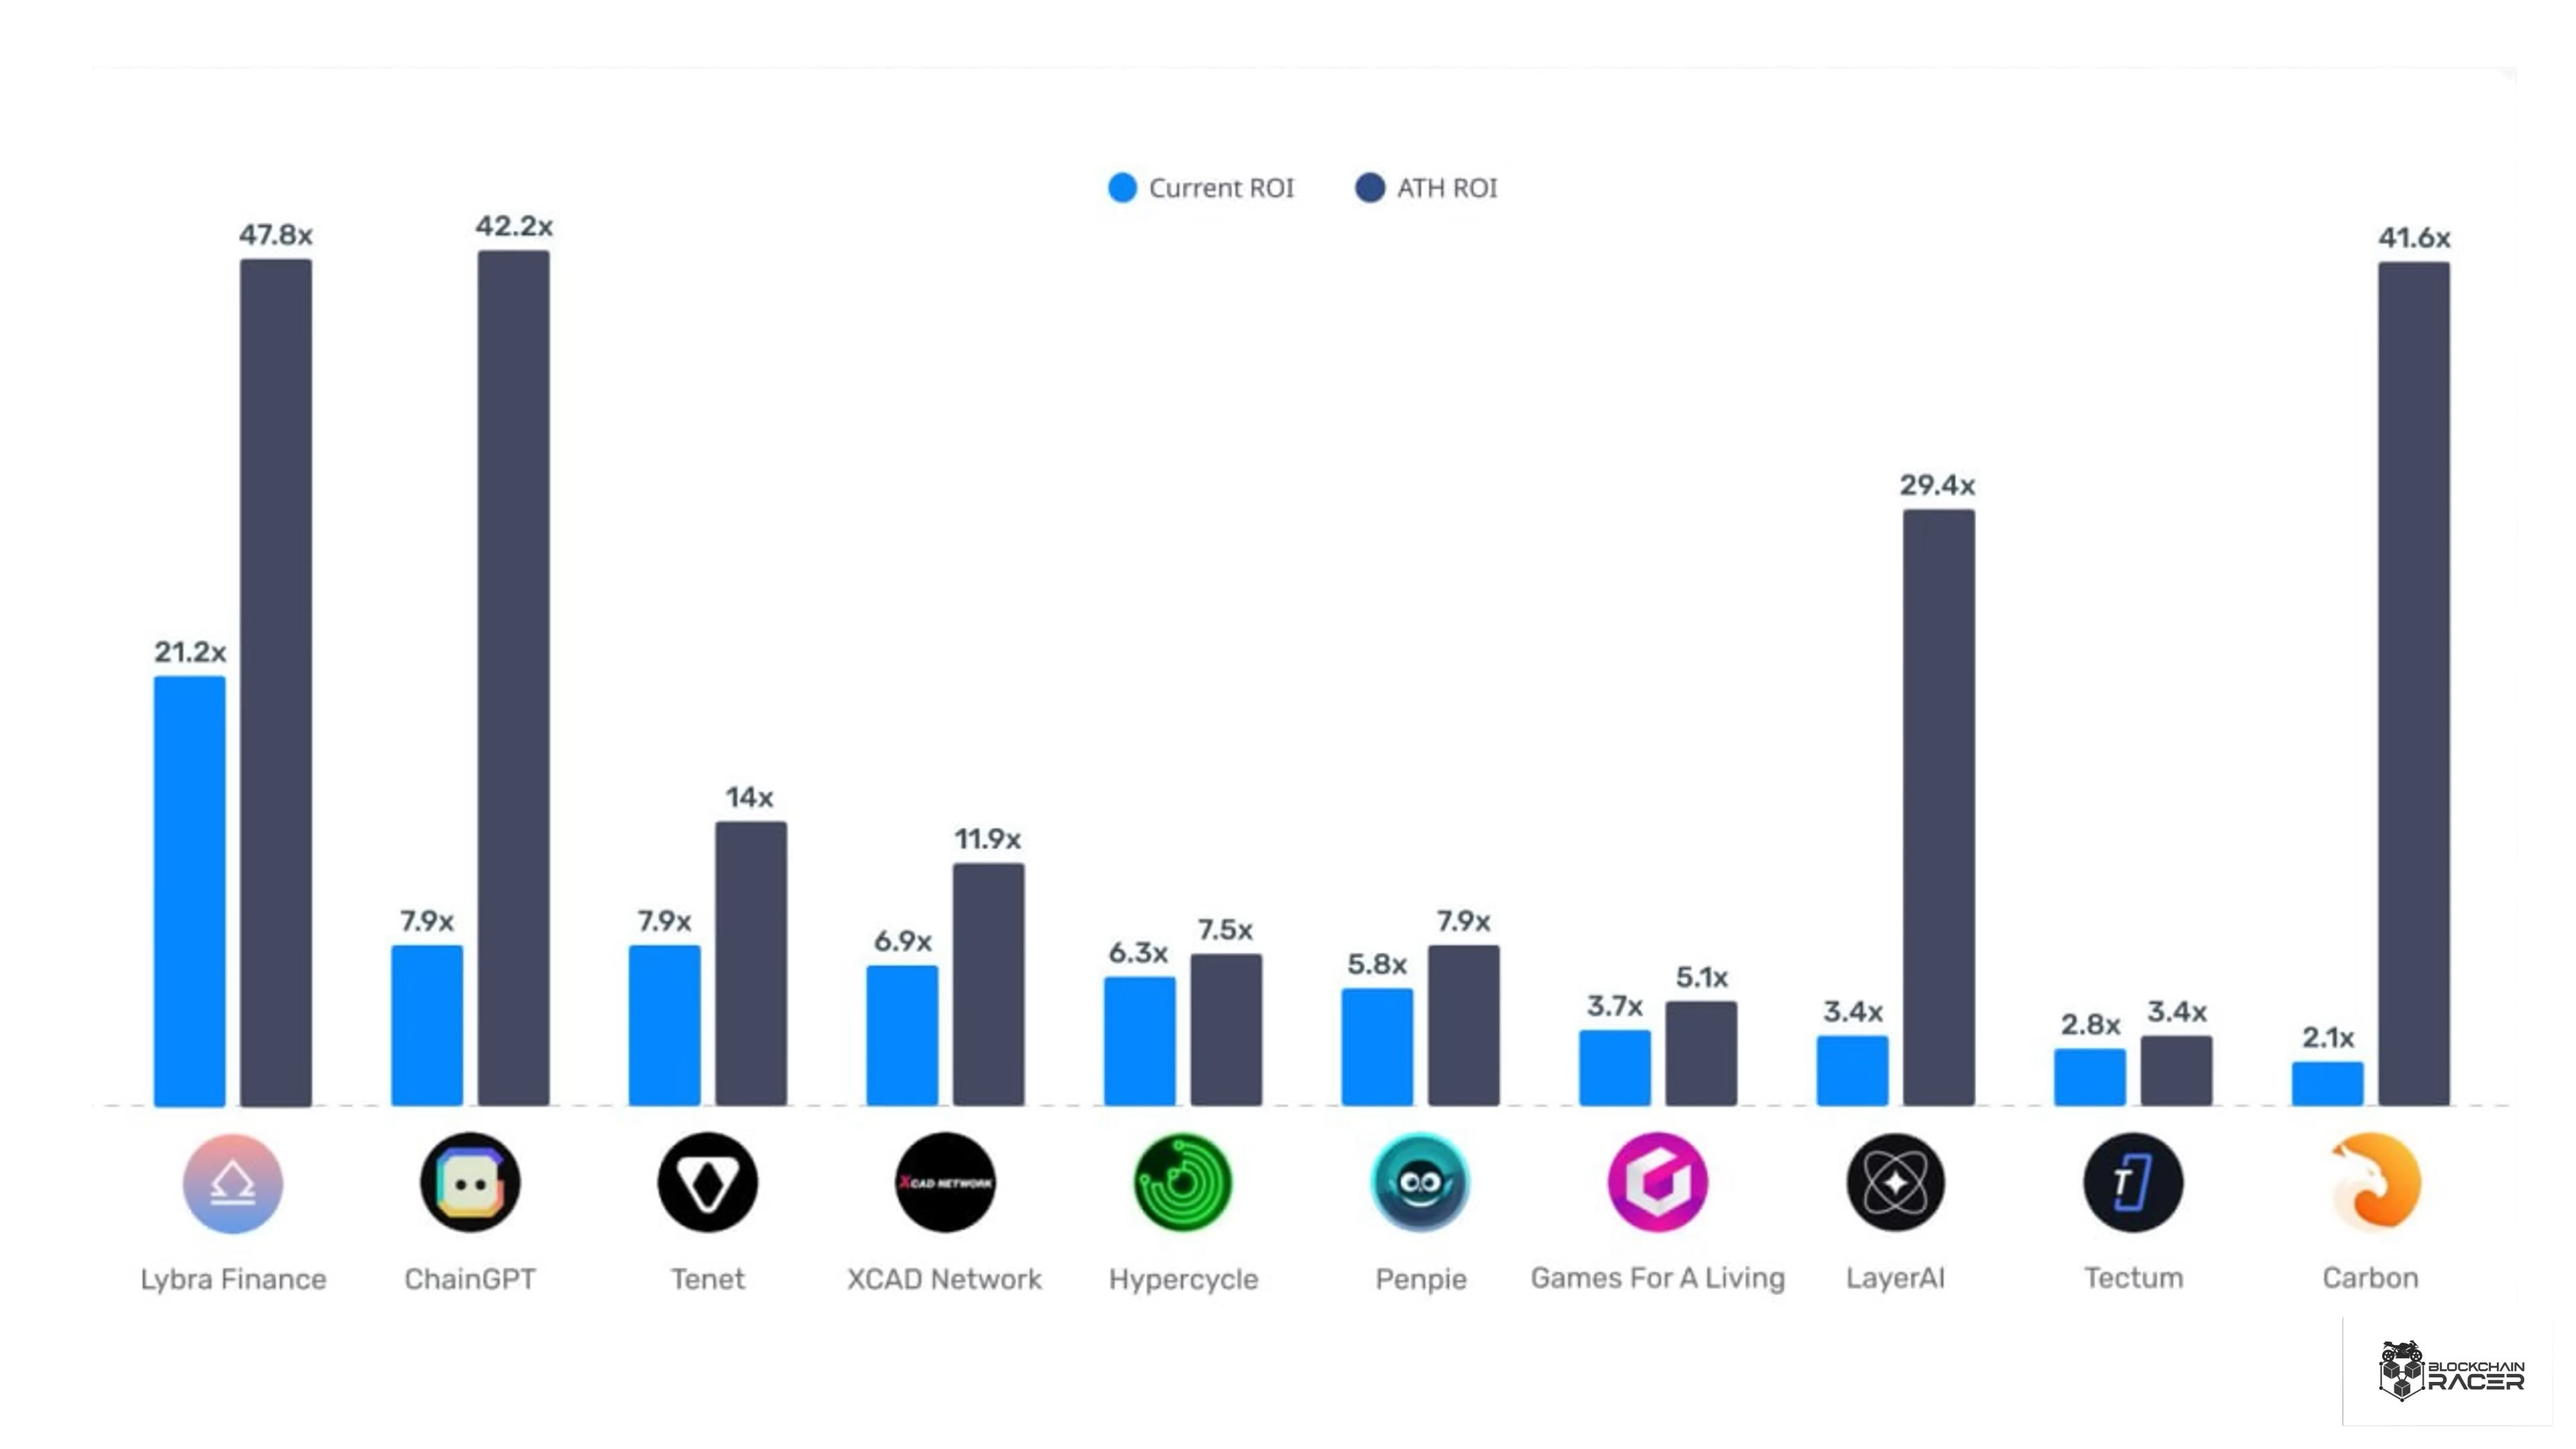 Current ROI
ATH ROI
47.8x
42.2x
41.6x
29.4x
21.2x
14x
11.9x
7.9x
7.9x
6.9x
6.3x
7.5x
5.8x
7.9x
3.7x
5.1x
3.4x
2.8x
3.4x
2.1x
XCAD NETWORK
T
Lybra Finance
ChainGPT
Tenet
XCAD Network
Hypercycle
Penpie
Games For A Living
LayerAI
Tectum
Carbon
BLOCKCHAIN
RACER